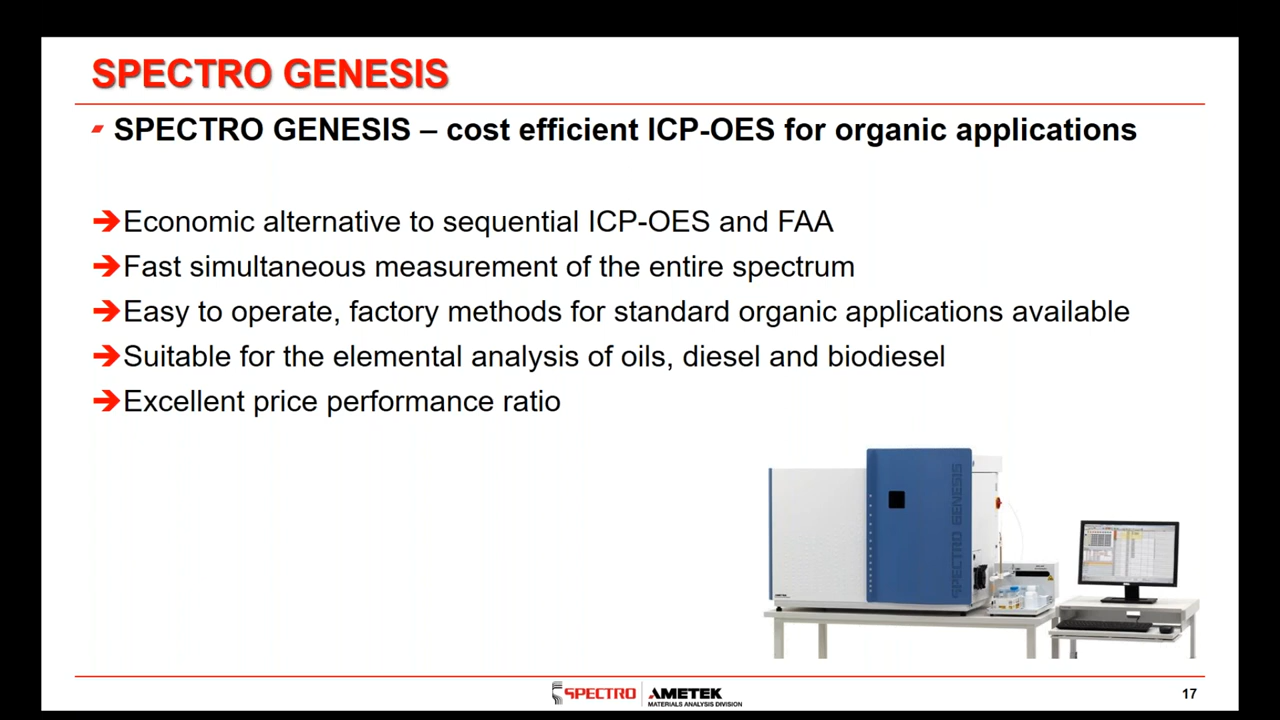 SPECTRO GENESIS
SPECTRO GENESIS – cost efficient ICP-OES for organic applications
Economic alternative to sequential ICP-OES and FAA
Fast simultaneous measurement of the entire spectrum
Easy to operate, factory methods for standard organic applications available
Suitable for the elemental analysis of oils, diesel and biodiesel
Excellent price performance ratio
SPECTRO GENESIS
AMETEK
SPECTRO
AMETEK
MATERIALS ANALYSIS DIVISION
17